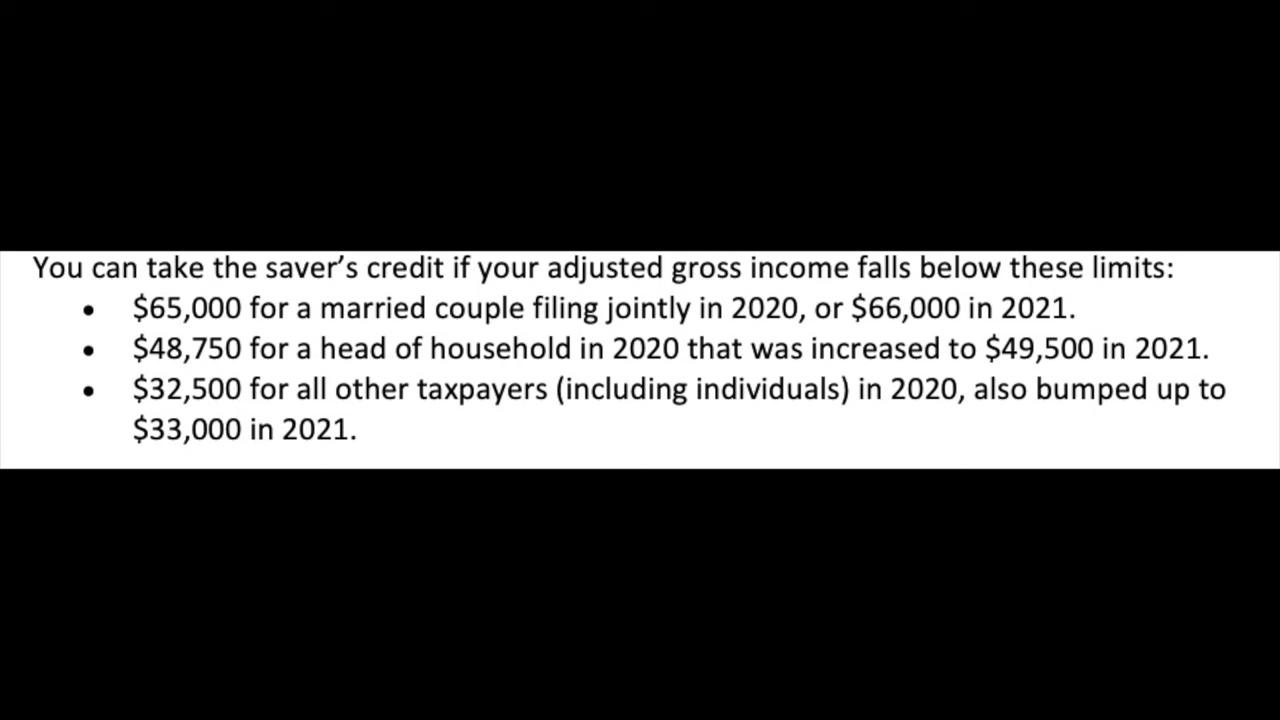 You can take the saver’s credit if your adjusted gross income falls below these limits:
• $65,000 for a married couple filing jointly in 2020, or $66,000 in 2021.
• $48,750 for a head of household in 2020 that was increased to $49,500 in 2021.
• $32,500 for all other taxpayers (including individuals) in 2020, also bumped up to
$33,000 in 2021.